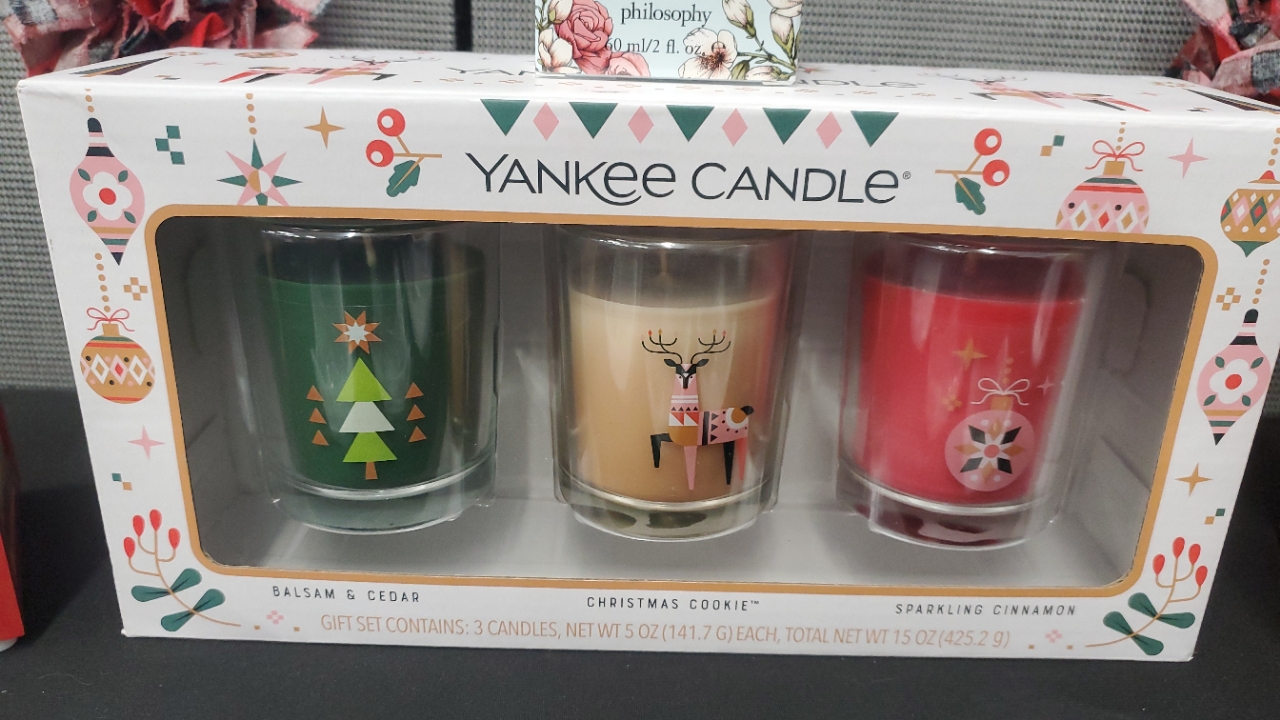 philosophy
60 ml/2 fl. oz. e
YANKEE CANDLE®
BALSAM & CEDAR
CHRISTMAS COOKIE™
SPARKLING CINNAMON
GIFT SET CONTAINS: 3 CANDLES, NET WT 5 OZ (141.7 G) EACH, TOTAL NET WT 15 OZ (425.2 g)